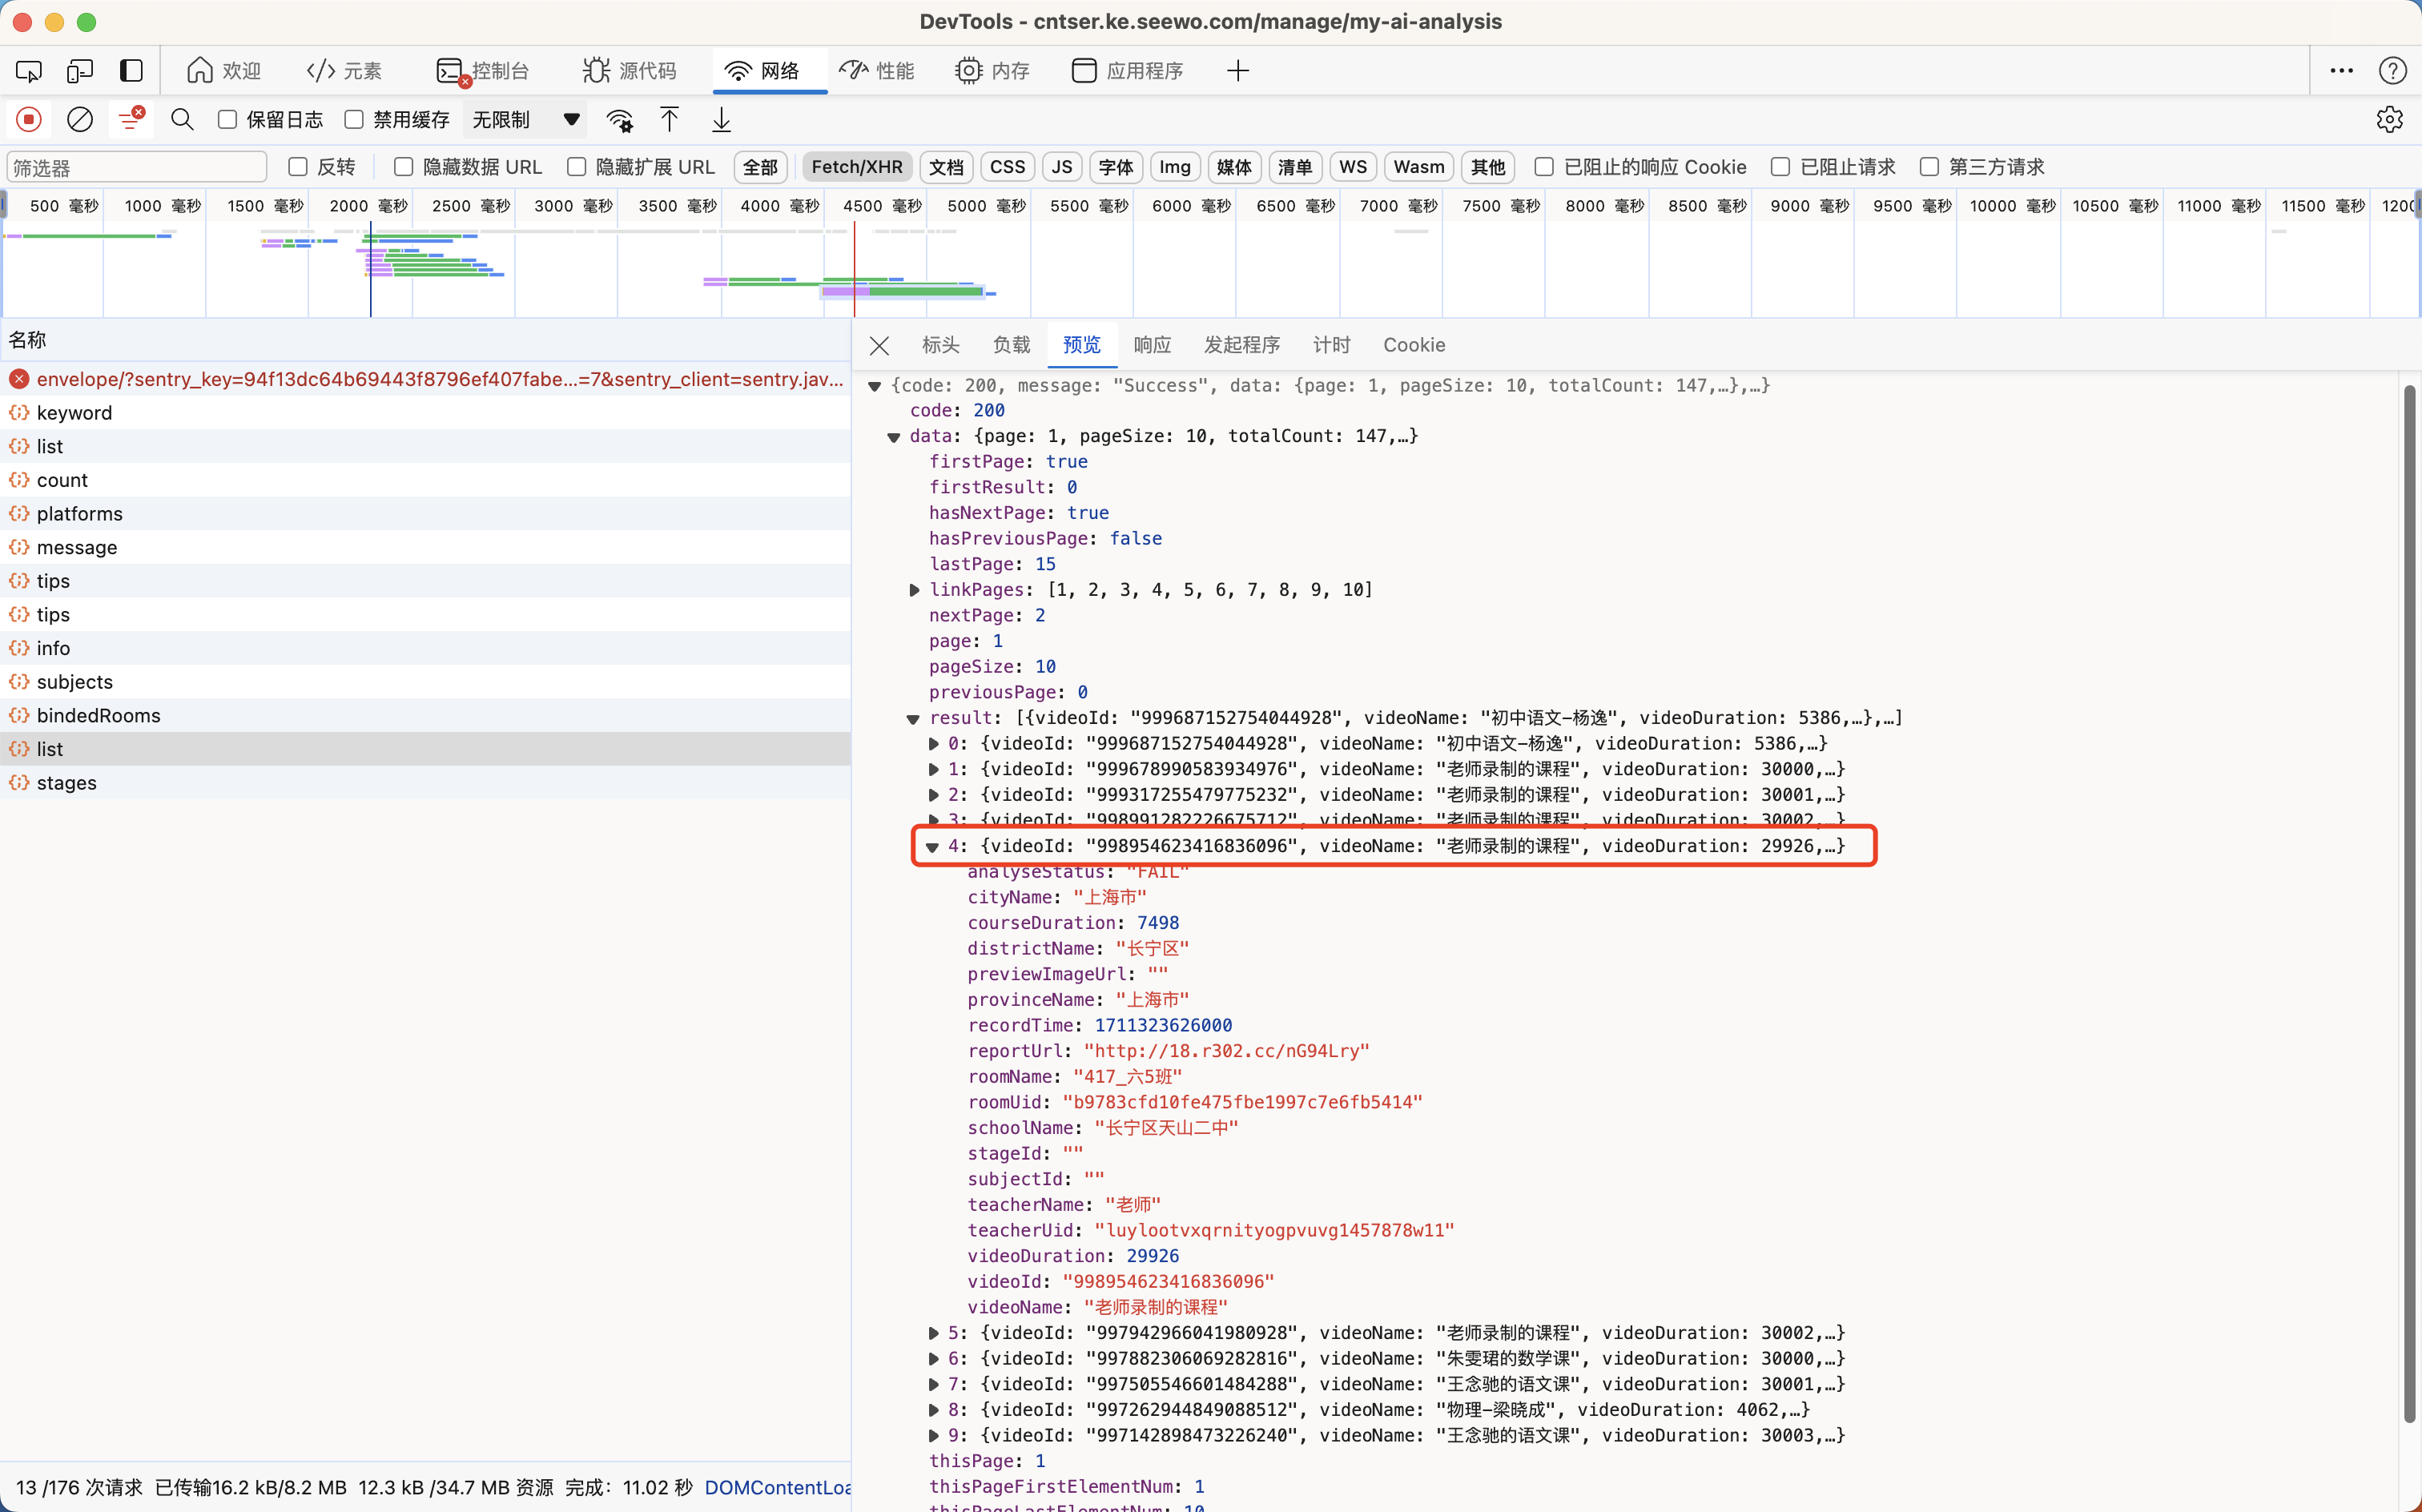 DevTools - cntser.ke.seewo.com/manage/my-ai-analysis
欢迎 元素 控制台 源代码 网络 性能 内存 应用程序
保留日志 禁用缓存 无限制
筛选器 反转 隐藏数据 URL 隐藏扩展 URL 全部 Fetch/XHR 文档 CSS JS 字体 Img 媒体 清单 WS Wasm 其他 已阻止的响应 Cookie 已阻止请求 第三方请求
500 毫秒 1000 毫秒 1500 毫秒 2000 毫秒 2500 毫秒 3000 毫秒 3500 毫秒 4000 毫秒 4500 毫秒 5000 毫秒 5500 毫秒 6000 毫秒 6500 毫秒 7000 毫秒 7500 毫秒 8000 毫秒 8500 毫秒 9000 毫秒 9500 毫秒 10000 毫秒 10500 毫秒 11000 毫秒 11500 毫秒 1200
名称
envelope/?sentry_key=94f13dc64b69443f8796ef407fabe...=7&sentry_client=sentry.jav...
keyword
list
count
platforms
message
tips
tips
info
subjects
bindedRooms
list
stages
13 /176 次请求 已传输16.2 kB/8.2 MB 12.3 kB /34.7 MB 资源 完成：11.02 秒 DOMContentLoa
标头 负载 预览 响应 发起程序 计时 Cookie
{code: 200, message: "Success", data: {page: 1, pageSize: 10, totalCount: 147,…},…}
code: 200
data: {page: 1, pageSize: 10, totalCount: 147,…}
firstPage: true
firstResult: 0
hasNextPage: true
hasPreviousPage: false
lastPage: 15
linkPages: [1, 2, 3, 4, 5, 6, 7, 8, 9, 10]
nextPage: 2
page: 1
pageSize: 10
previousPage: 0
result: [{videoId: "999687152754044928", videoName: "初中语文-杨逸", videoDuration: 5386,…},…]
0: {videoId: "999687152754044928", videoName: "初中语文-杨逸", videoDuration: 5386,…}
1: {videoId: "999678990583934976", videoName: "老师录制的课程", videoDuration: 30000,…}
2: {videoId: "999317255479775232", videoName: "老师录制的课程", videoDuration: 30001,…}
3: {videoId: "998991282226675712", videoName: "老师录制的课程", videoDuration: 30002,…}
4: {videoId: "998954623416836096", videoName: "老师录制的课程", videoDuration: 29926,…}
analyseStatus: "FAIL"
cityName: "上海市"
courseDuration: 7498
districtName: "长宁区"
previewImageUrl: ""
provinceName: "上海市"
recordTime: 1711323626000
reportUrl: "http://18.r302.cc/nG94Lry"
roomName: "417_六5班"
roomUid: "b9783cfd10fe475fbe1997c7e6fb5414"
schoolName: "长宁区天山二中"
stageId: ""
subjectId: ""
teacherName: "老师"
teacherUid: "luylootvxqrnityogpvuvg1457878w11"
videoDuration: 29926
videoId: "998954623416836096"
videoName: "老师录制的课程"
5: {videoId: "997942966041980928", videoName: "老师录制的课程", videoDuration: 30002,…}
6: {videoId: "997882306069282816", videoName: "朱雯珺的数学课", videoDuration: 30000,…}
7: {videoId: "997505546601484288", videoName: "王念驰的语文课", videoDuration: 30001,…}
8: {videoId: "997262944849088512", videoName: "物理-梁晓成", videoDuration: 4062,…}
9: {videoId: "997142898473226240", videoName: "王念驰的语文课", videoDuration: 30003,…}
thisPage: 1
thisPageFirstElementNum: 1
thisPageLastElementNum: 10